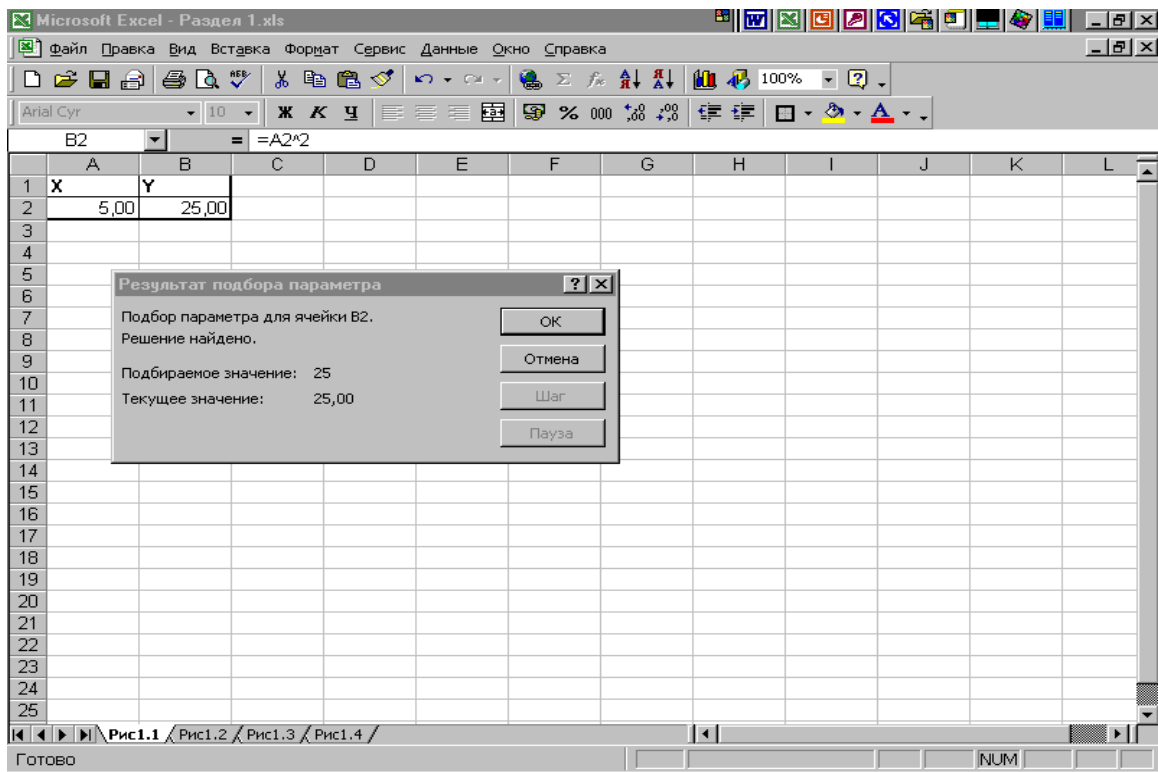 Microsoft Excel - Раздел 1.xls
Файл Правка Вид Вставка Формат Сервис Данные Окно Справка
100%
Arial Cyr 10 Ж К Ч % 000
B2 = =A2^2
A B C D E F G H I J K L
1 X Y
2 5,00 25,00
3
4
5
6
7
8
9
10
11
12
13
14
15
16
17
18
19
20
21
22
23
24
25
Результат подбора параметра
Подбор параметра для ячейки B2.
Решение найдено.
Подбираемое значение: 25
Текущее значение: 25,00
ОК
Отмена
Шаг
Пауза
Рис1.1 Рис1.2 Рис1.3 Рис1.4
Готово NUM